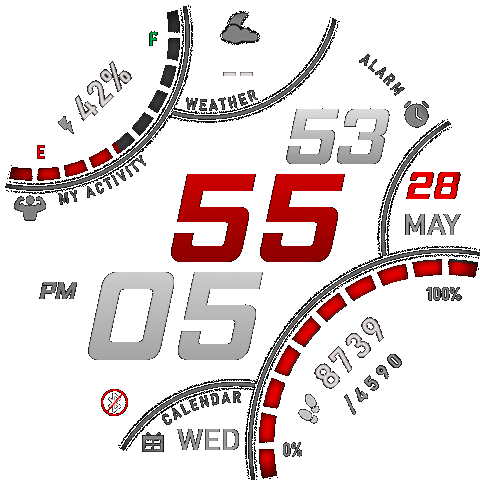 F
42%
E
MY ACTIVITY
--
WEATHER
ALARM
53
28
MAY
55
PM
05
100%
8739
/4590
0%
CALENDAR
WED